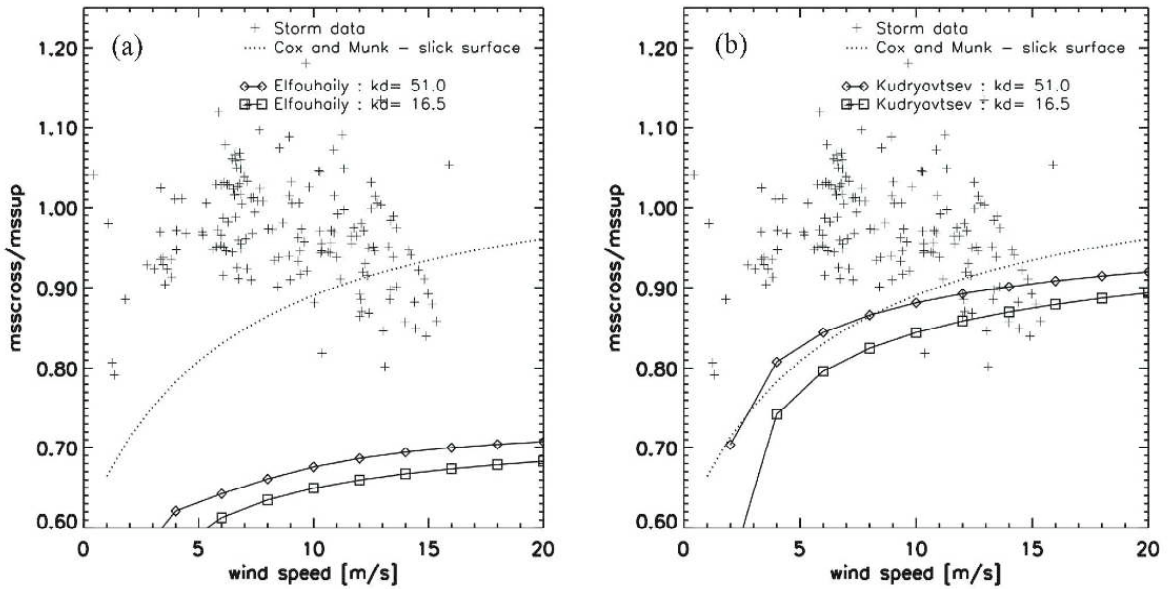 (a)
Storm data
Cox and Munk – slick surface
Elfouhaily : kd= 51.0
Elfouhaily : kd= 16.5
1.20
1.10
1.00
0.90
0.80
0.70
0.60
msscross/mssup
0 5 10 15 20
wind speed [m/s]
(b)
Storm data
Cox and Munk – slick surface
Kudryavtsev : kd= 51.0
Kudryavtsev : kd= 16.5
1.20
1.10
1.00
0.90
0.80
0.70
0.60
msscross/mssup
0 5 10 15 20
wind speed [m/s]